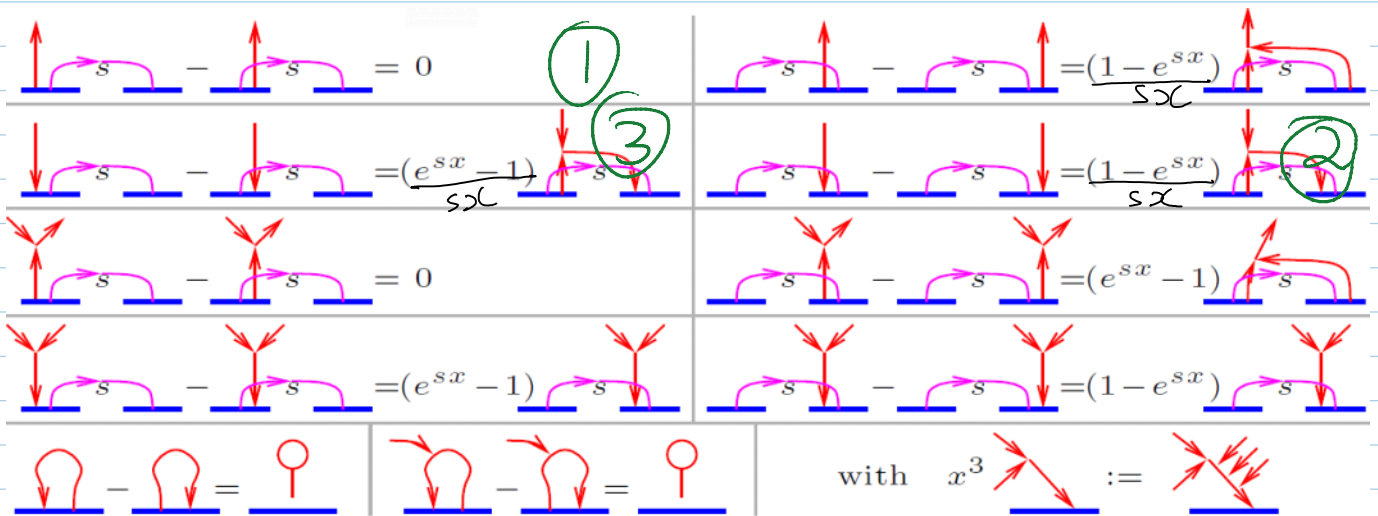 s − s = 0 ①
s − s =(1 − e^{sx}) s
sx
s − s =(e^{sx} − 1) s ③
sx
s − s =(1 − e^{sx}) s ②
sx
s − s = 0
s − s =(e^{sx} − 1) s
s − s =(e^{sx} − 1) s
s − s =(1 − e^{sx}) s
− =
− =
with x^3 :=